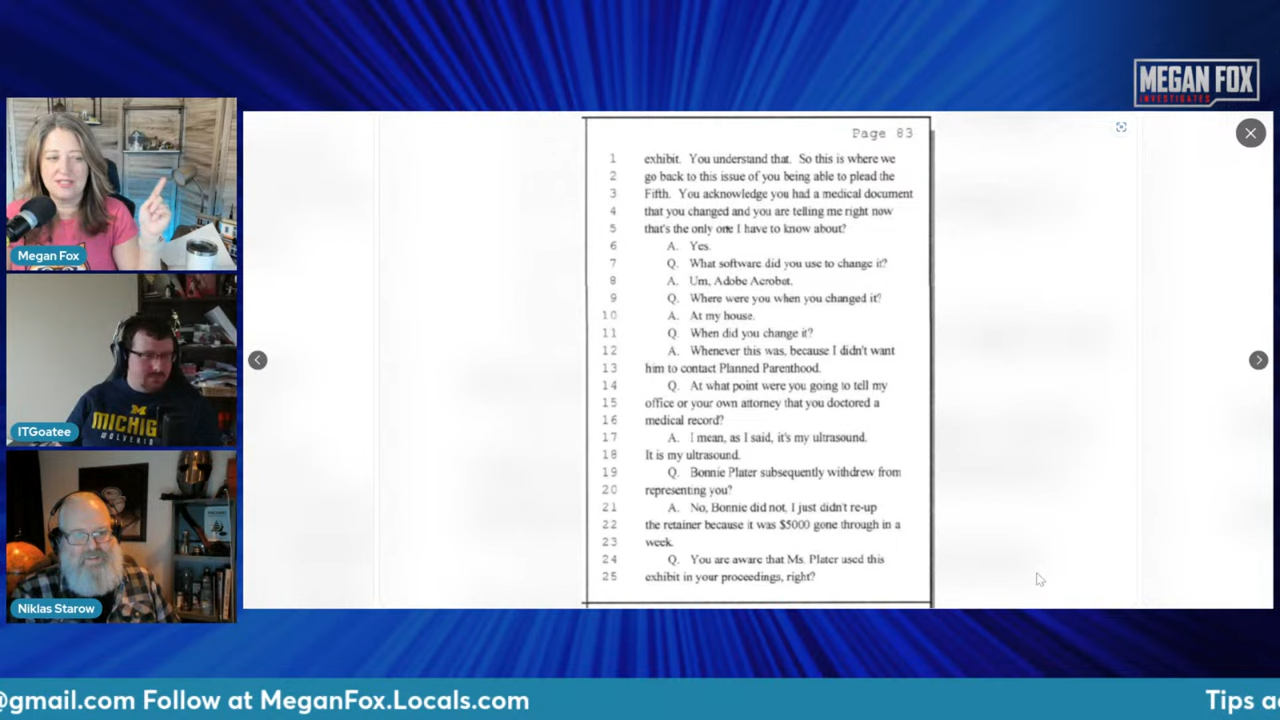 MEGAN FOX
INVESTIGATES
Megan Fox
MICHIG
WOLVERIN
ITGoatee
Niklas Starow
Page 83
1 exhibit. You understand that. So this is where we
2 go back to this issue of you being able to plead the
3 Fifth. You acknowledge you had a medical document
4 that you changed and you are telling me right now
5 that's the only one I have to know about?
6 A. Yes.
7 Q. What software did you use to change it?
8 A. Um, Adobe Acrobat.
9 Q. Where were you when you changed it?
10 A. At my house.
11 Q. When did you change it?
12 A. Whenever this was, because I didn't want
13 him to contact Planned Parenthood.
14 Q. At what point were you going to tell my
15 office or your own attorney that you doctored a
16 medical record?
17 A. I mean, as I said, it's my ultrasound.
18 It is my ultrasound.
19 Q. Bonnie Plater subsequently withdrew from
20 representing you?
21 A. No, Bonnie did not, I just didn't re-up
22 the retainer because it was $5000 gone through in a
23 week.
24 Q. You are aware that Ms. Plater used this
25 exhibit in your proceedings, right?
@gmail.com Follow at MeganFox.Locals.com
Tips a